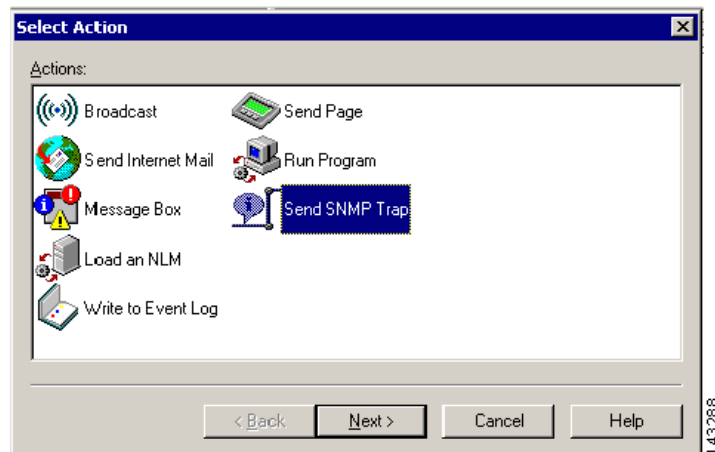 Select Action
Actions:
Broadcast
Send Page
Send Internet Mail
Run Program
Message Box
Send SNMP Trap
Load an NLM
Write to Event Log
< Back
Next >
Cancel
Help